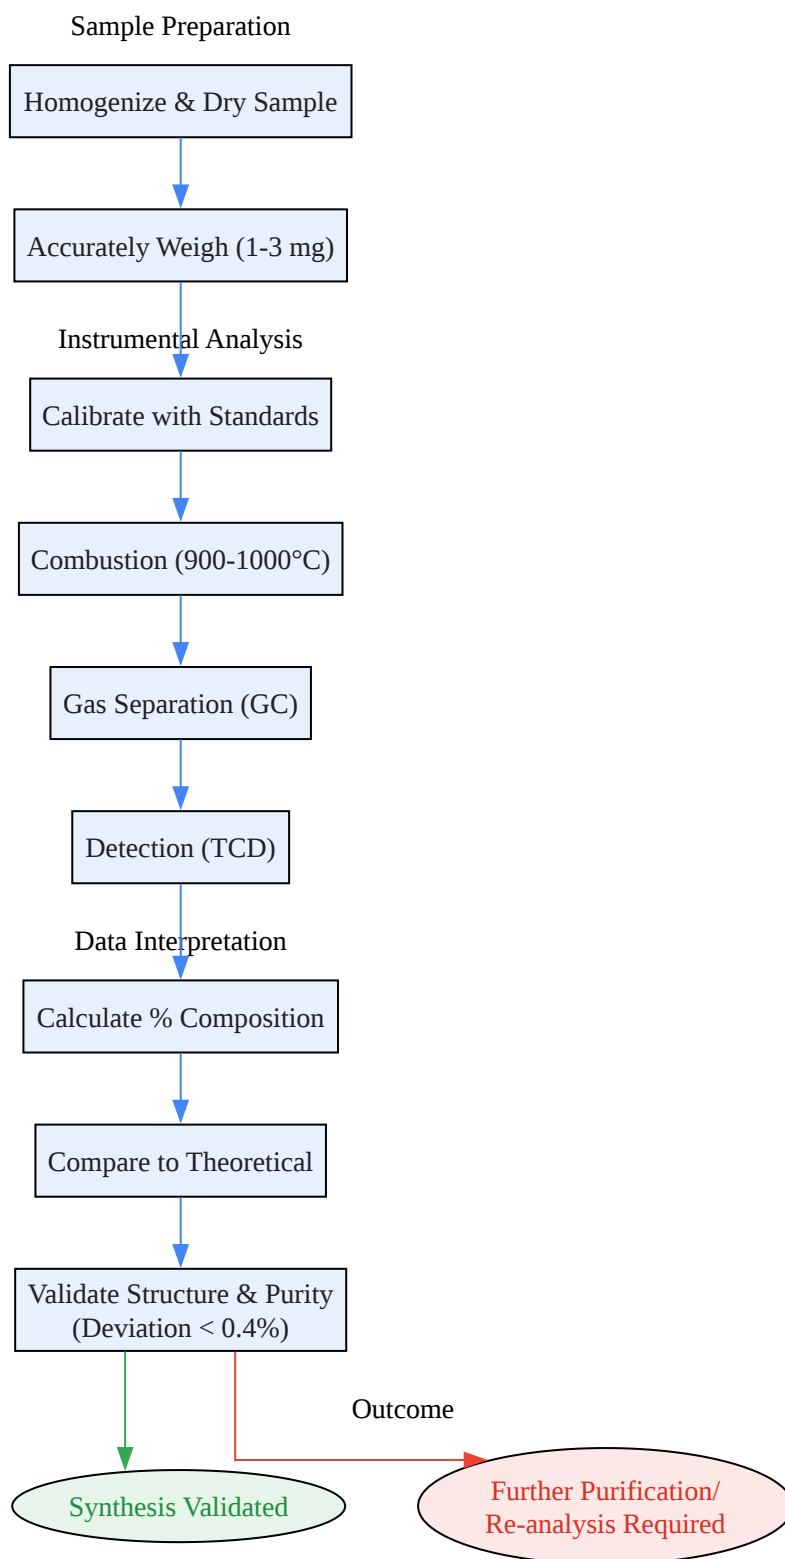 Sample Preparation
Homogenize & Dry Sample
Accurately Weigh (1-3 mg)
Instrumental Analysis
Calibrate with Standards
Combustion (900-1000°C)
Gas Separation (GC)
Detection (TCD)
Data Interpretation
Calculate % Composition
Compare to Theoretical
Validate Structure & Purity
(Deviation < 0.4%)
Outcome
Synthesis Validated
Further Purification/
Re-analysis Required